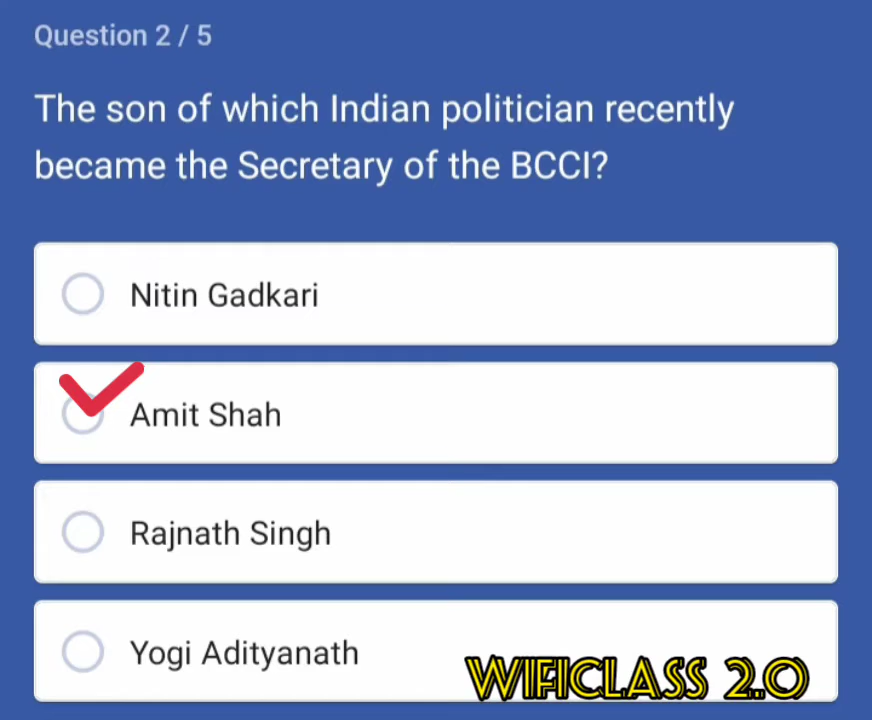 Question 2 / 5
The son of which Indian politician recently
became the Secretary of the BCCI?
Nitin Gadkari
Amit Shah
Rajnath Singh
Yogi Adityanath
WIFICLASS 2.O